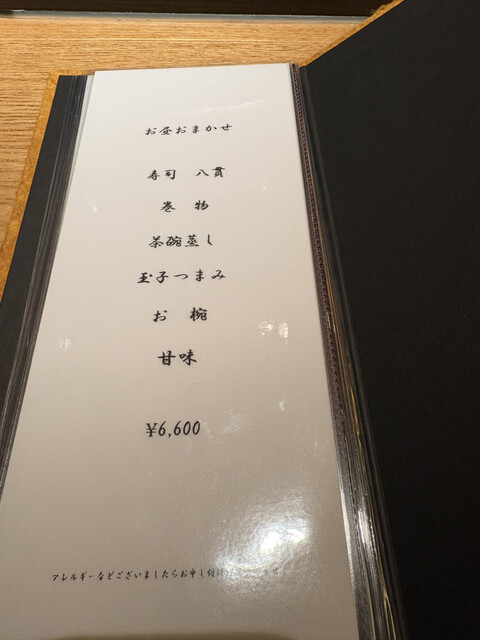 お昼おまかせ
寿司 八貫
巻物
茶碗蒸し
玉子つまみ
お椀
甘味
¥6,600
アレルギーなどございましたらお申し付け